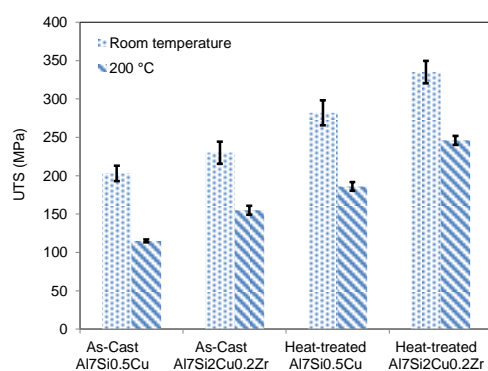 400
350
300
250
200
150
100
50
0
UTS (MPa)
Room temperature
200 °C
As-Cast
Al7Si0.5Cu
As-Cast
Al7Si2Cu0.2Zr
Heat-treated
Al7Si0.5Cu
Heat-treated
Al7Si2Cu0.2Zr